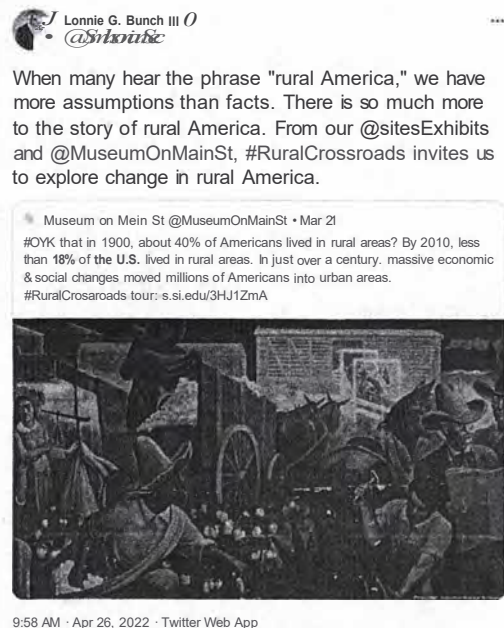 Lonnie G. Bunch III
When many hear the phrase "rural America," we have
more assumptions than facts. There is so much more
to the story of rural America. From our @sitesExhibits
and @MuseumOnMainSt, #RuralCrossroads invites us
to explore change in rural America.
Museum on Mein St @MuseumOnMainSt • Mar 21
#OYK that in 1900, about 40% of Americans lived in rural areas? By 2010, less
than 18% of the U.S. lived in rural areas. In just over a century. massive economic
& social changes moved millions of Americans into urban areas.
#RuralCrosaroads tour: s.si.edu/3HJ1ZmA
9:58 AM · Apr 26, 2022 · Twitter Web App